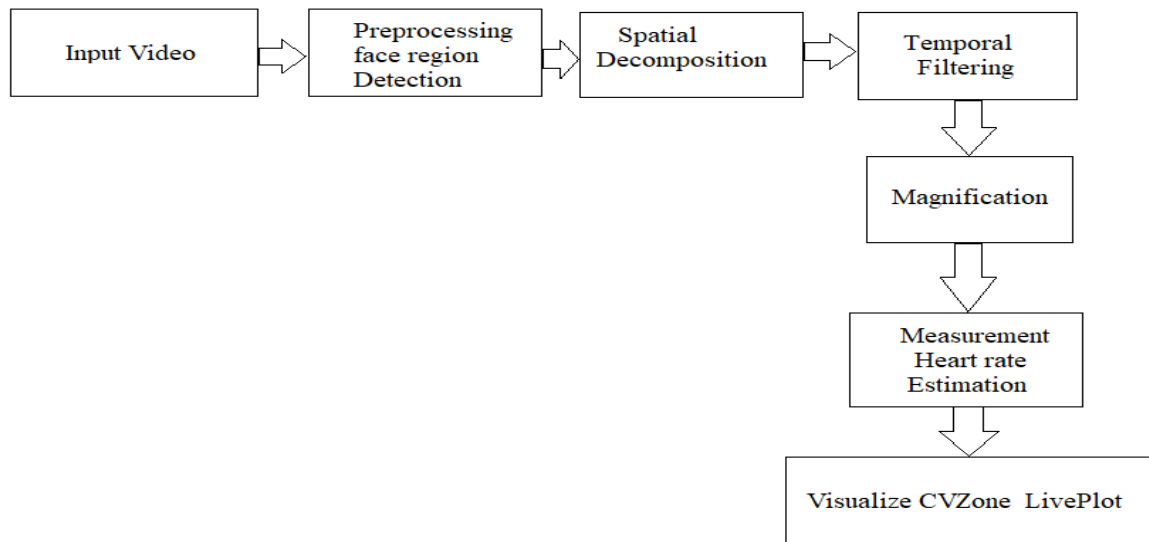 Input Video
Preprocessing
face region
Detection
Spatial
Decomposition
Temporal
Filtering
Magnification
Measurement
Heart rate
Estimation
Visualize CVZone LivePlot